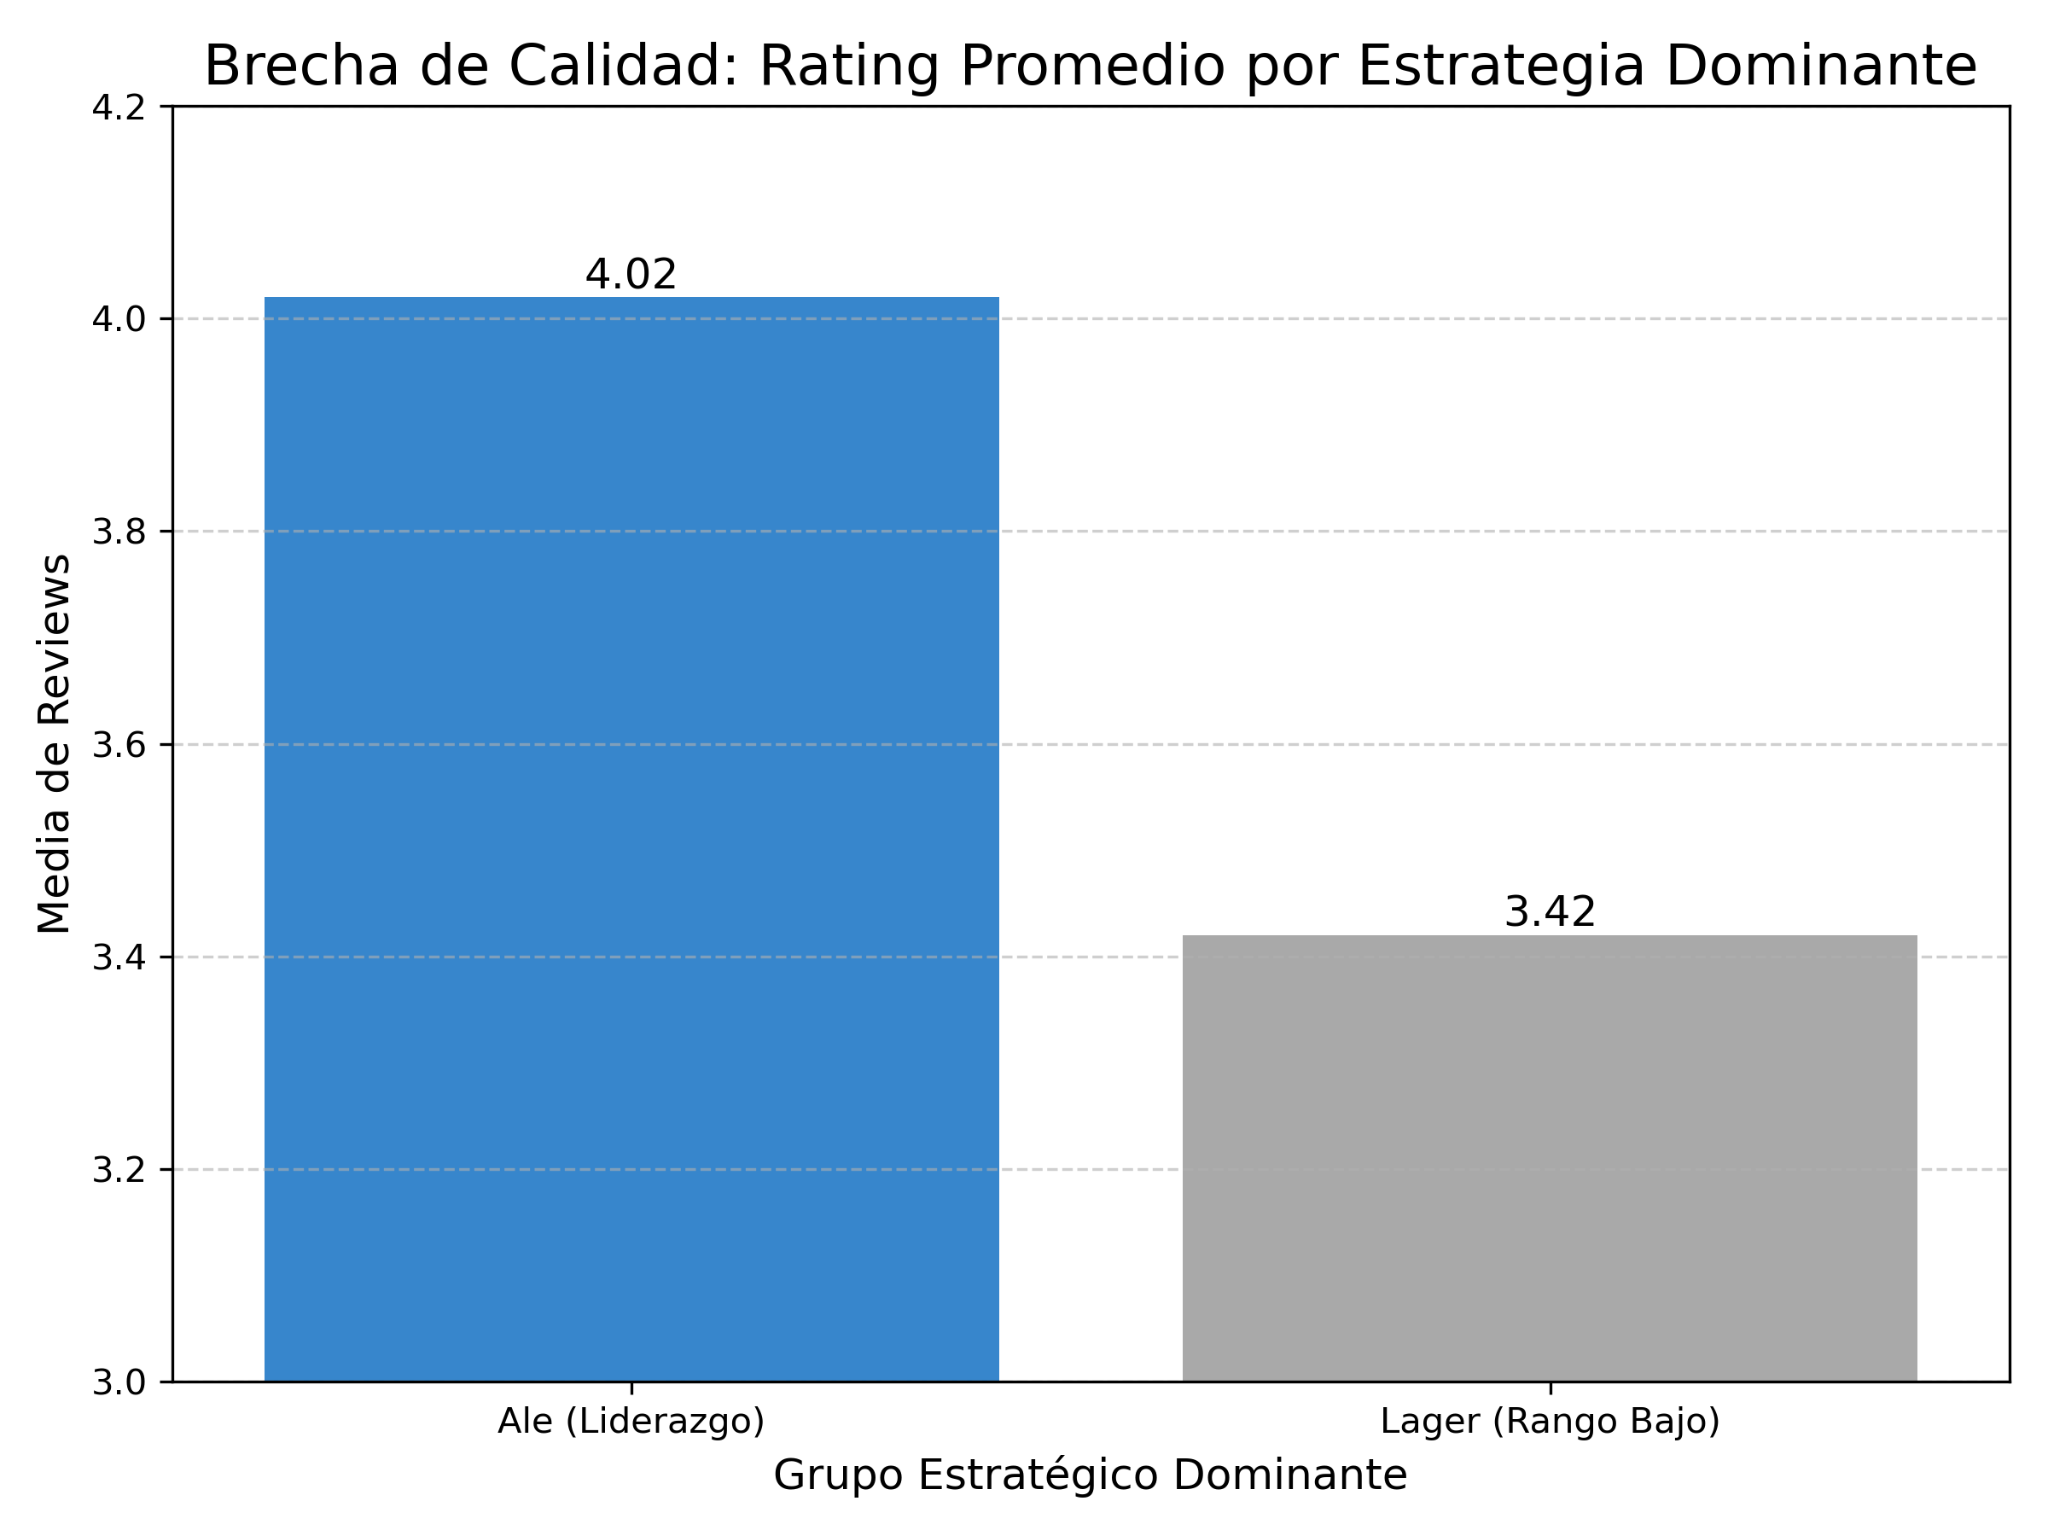 Brecha de Calidad: Rating Promedio por Estrategia Dominante
4.2
4.0
3.8
3.6
3.4
3.2
3.0
Media de Reviews
4.02
3.42
Ale (Liderazgo)
Lager (Rango Bajo)
Grupo Estratégico Dominante